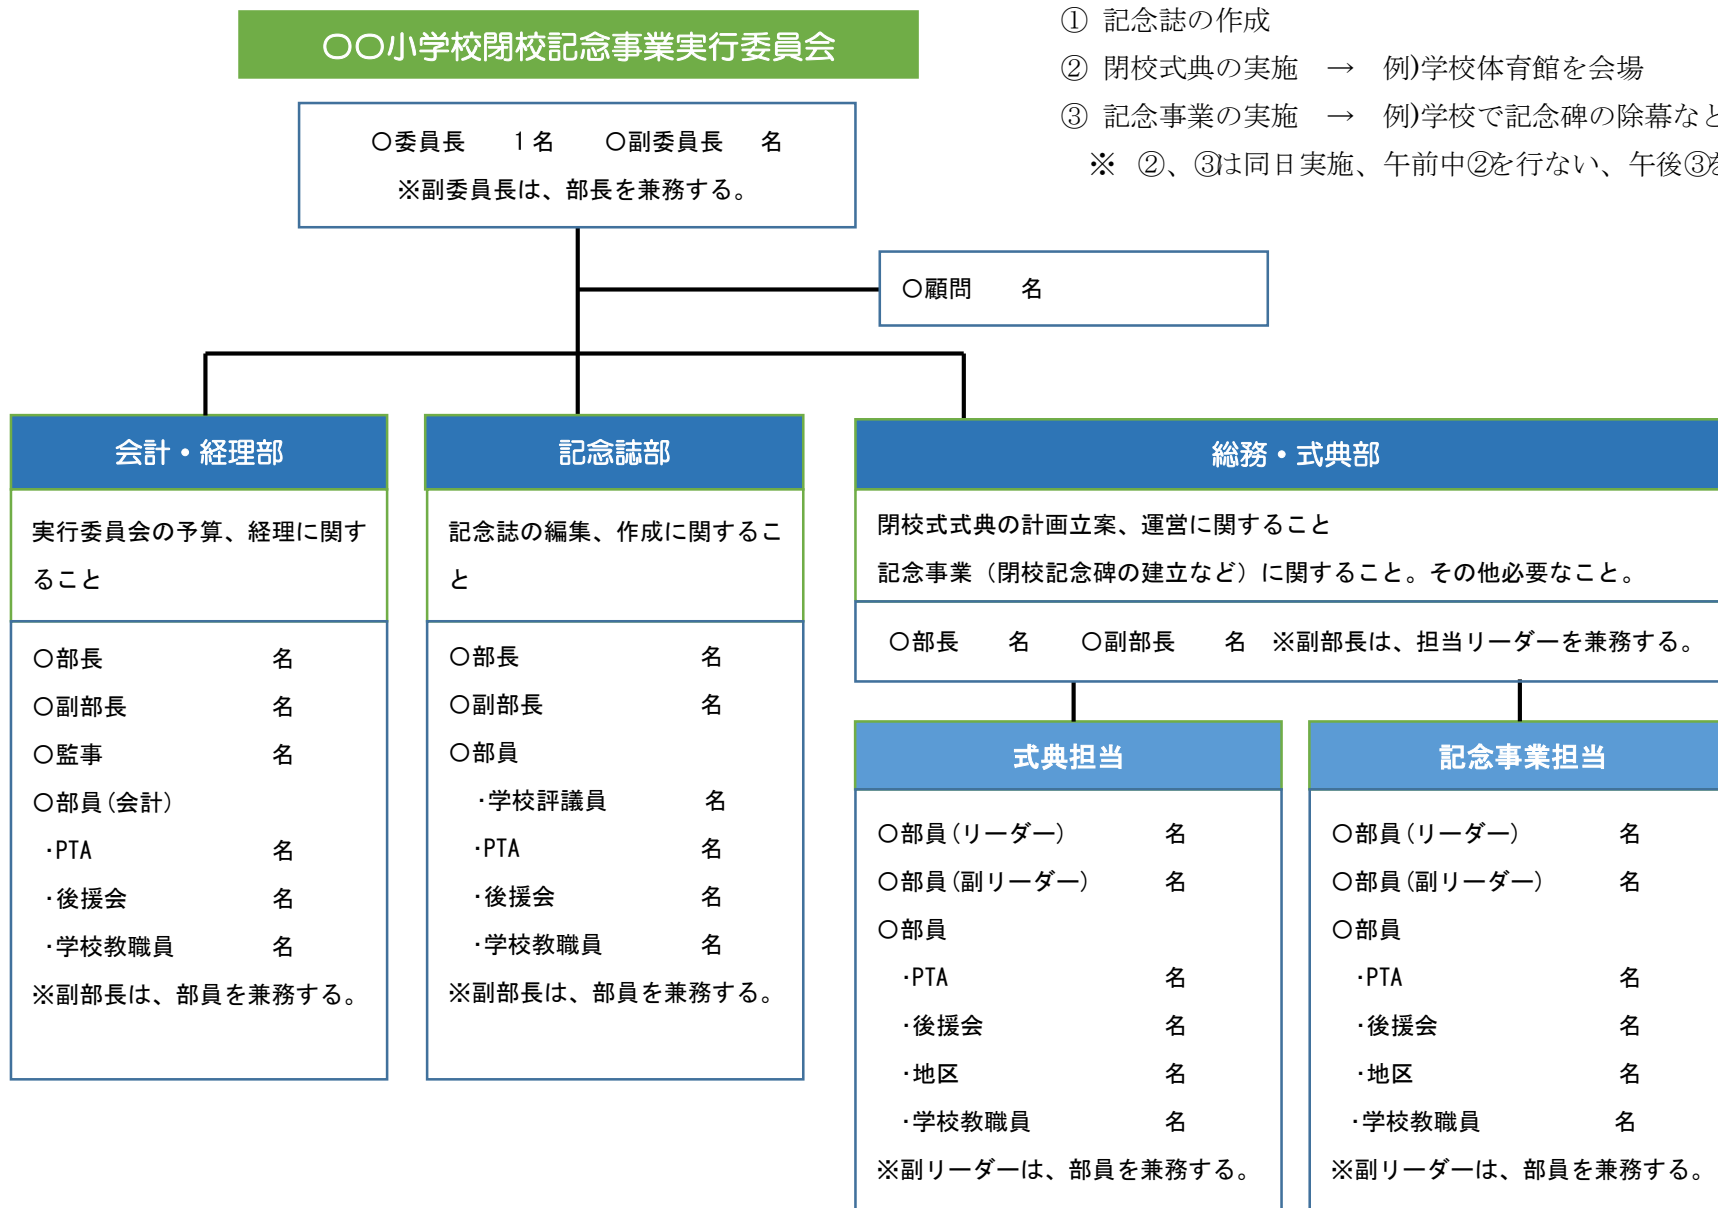 〇〇小学校閉校記念事業実行委員会
〇委員長　1名　〇副委員長　名
※副委員長は、部長を兼務する。
① 記念誌の作成
② 閉校式典の実施　→　例)学校体育館を会場
③ 記念事業の実施　→　例)学校で記念碑の除幕など
※　②、③は同日実施、午前中②を行ない、午後③を
〇顧問　名
会計・経理部
実行委員会の予算、経理に関す
ること
〇部長　名
〇副部長　名
〇監事　名
〇部員(会計)
・PTA　名
・後援会　名
・学校教職員　名
※副部長は、部員を兼務する。
記念誌部
記念誌の編集、作成に関するこ
と
〇部長　名
〇副部長　名
〇部員
・学校評議員　名
・PTA　名
・後援会　名
・学校教職員　名
※副部長は、部員を兼務する。
総務・式典部
閉校式式典の計画立案、運営に関すること
記念事業（閉校記念碑の建立など）に関すること。その他必要なこと。
〇部長　名　〇副部長　名　※副部長は、担当リーダーを兼務する。
式典担当
〇部員(リーダー)　名
〇部員(副リーダー)　名
〇部員
・PTA　名
・後援会　名
・地区　名
・学校教職員　名
※副リーダーは、部員を兼務する。
記念事業担当
〇部員(リーダー)　名
〇部員(副リーダー)　名
〇部員
・PTA　名
・後援会　名
・地区　名
・学校教職員　名
※副リーダーは、部員を兼務する。